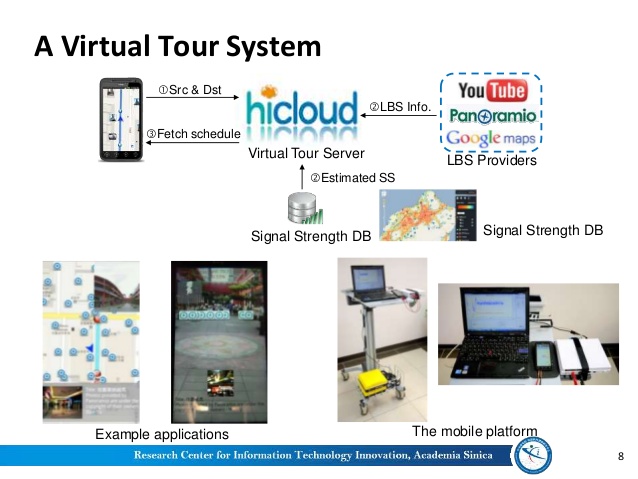 A Virtual Tour System
①Src & Dst
hicloud
②LBS Info.
YouTube
Panoramio
Google maps
③Fetch schedule
Virtual Tour Server
LBS Providers
②Estimated SS
Signal Strength DB
Signal Strength DB
Example applications
The mobile platform
Research Center for Information Technology Innovation, Academia Sinica
8